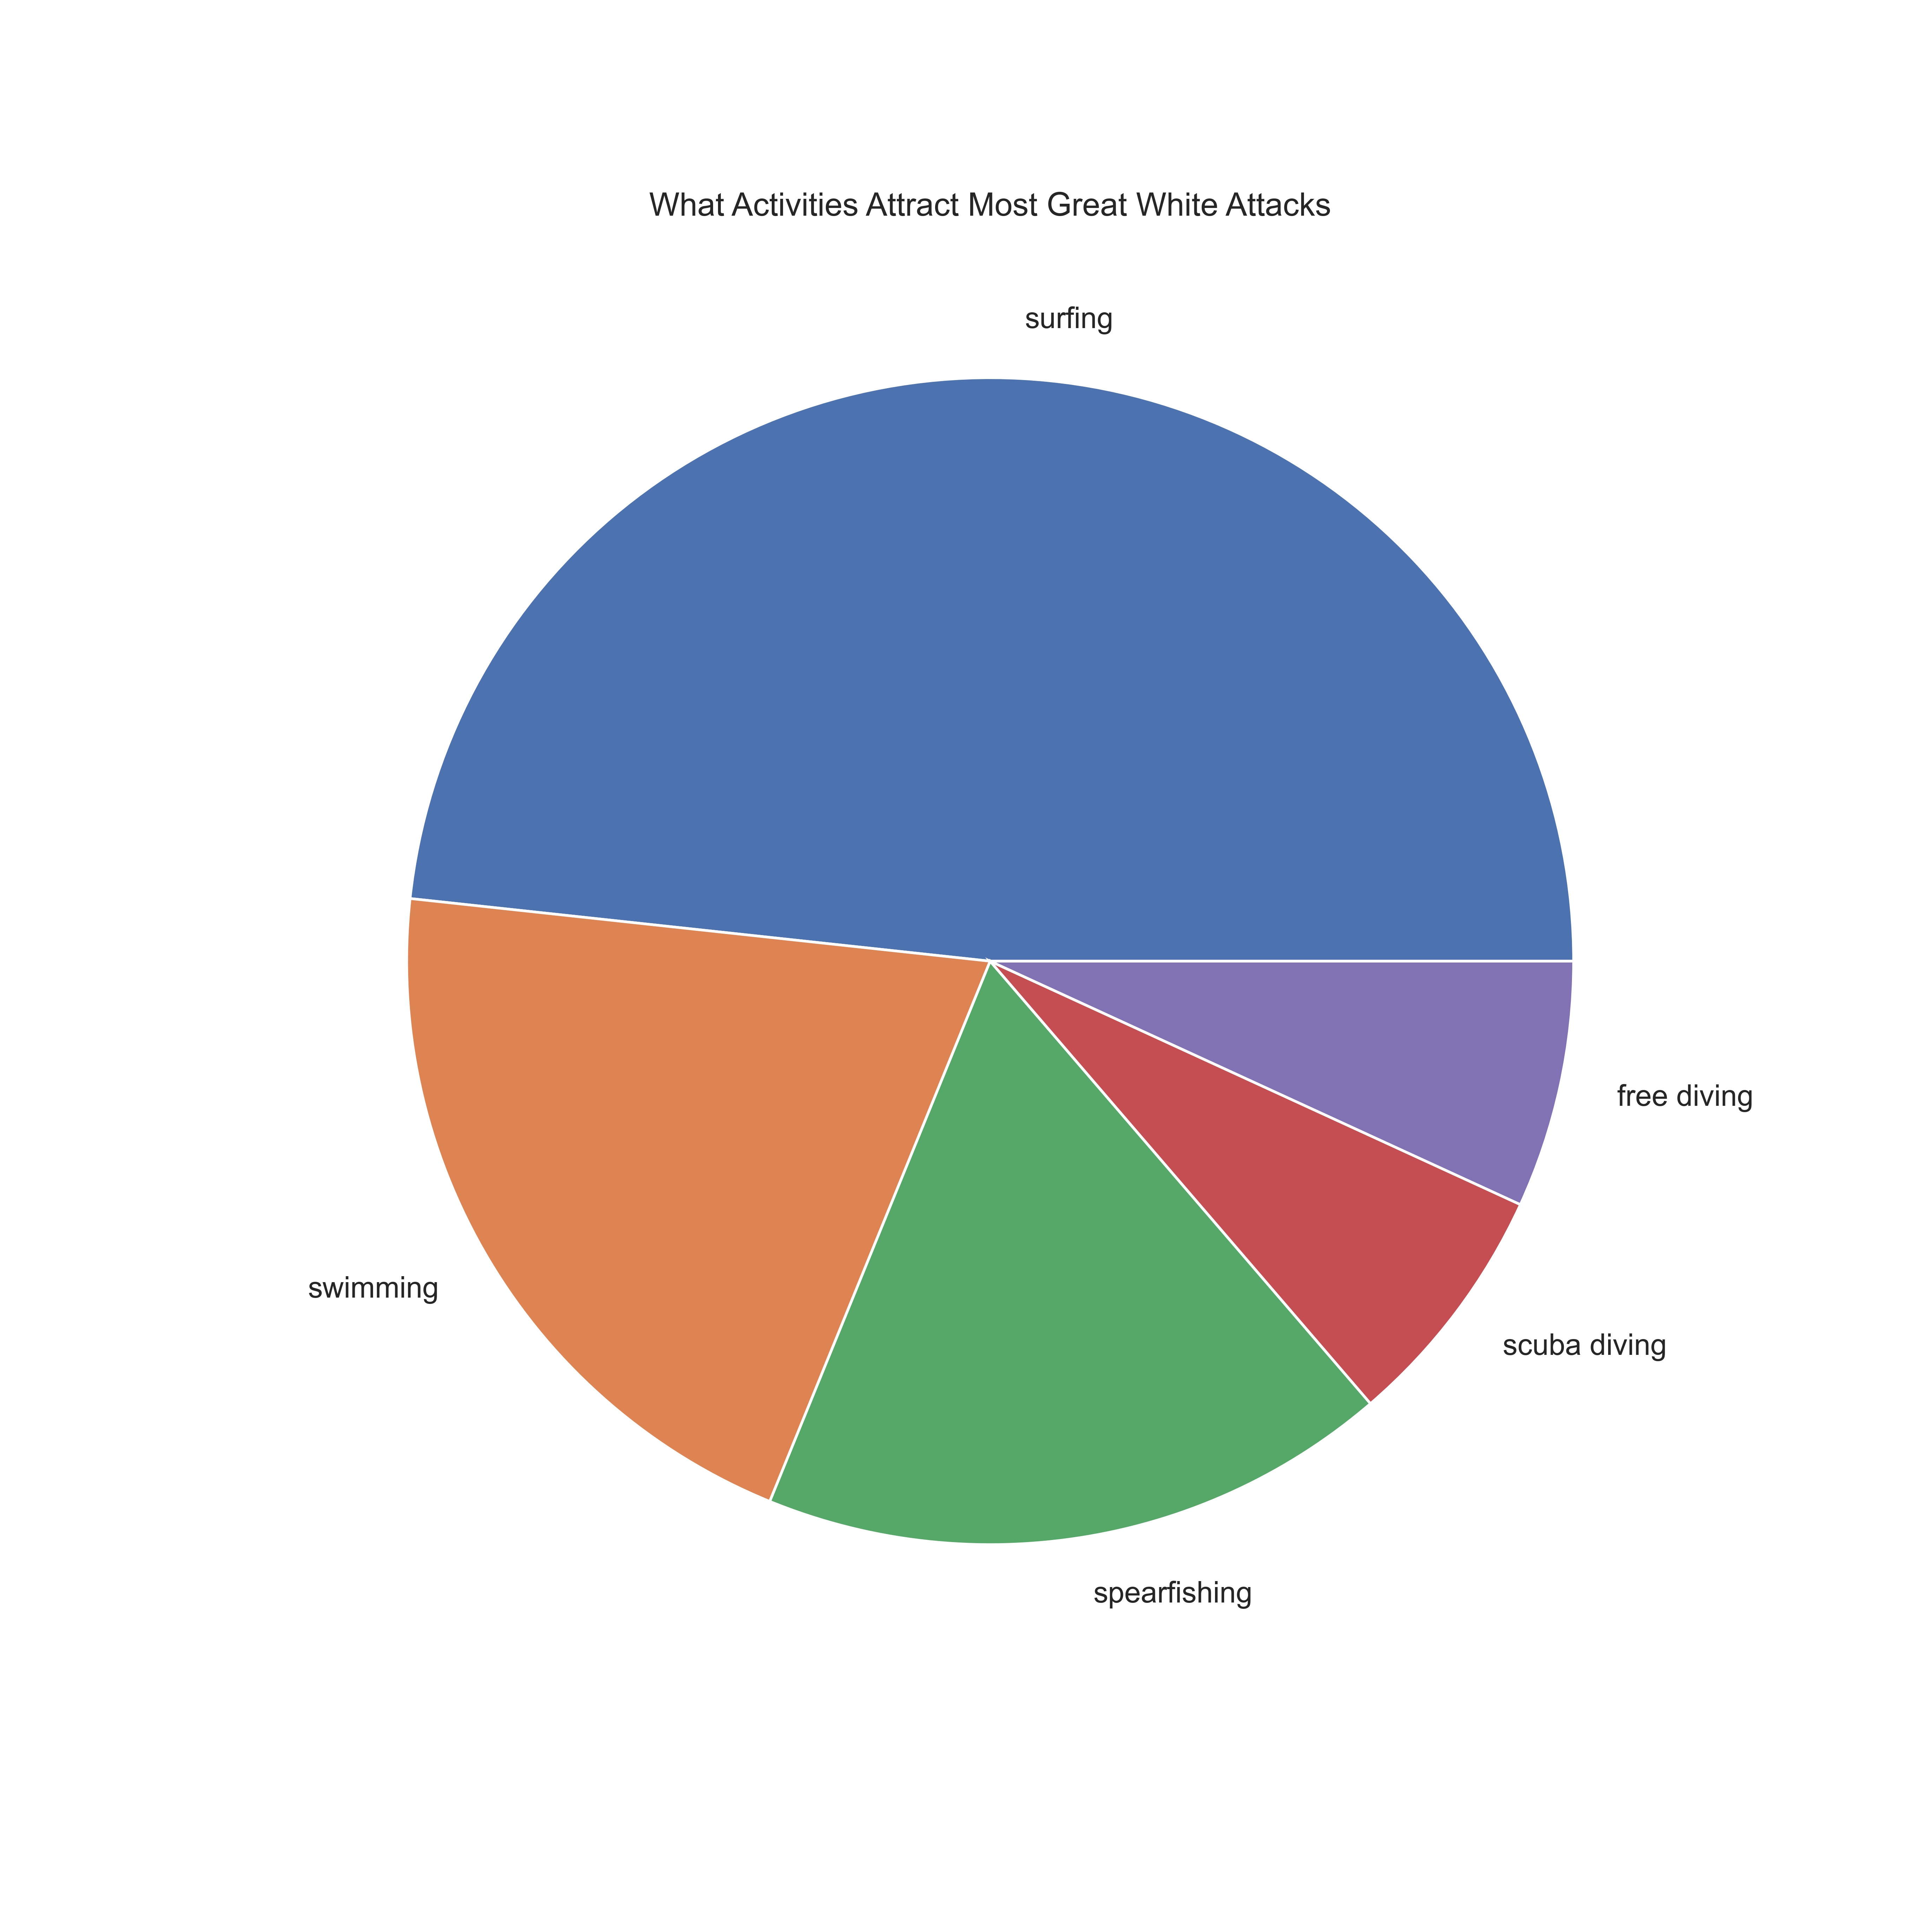 What Activities Attract Most Great White Attacks
surfing
free diving
swimming
scuba diving
spearfishing